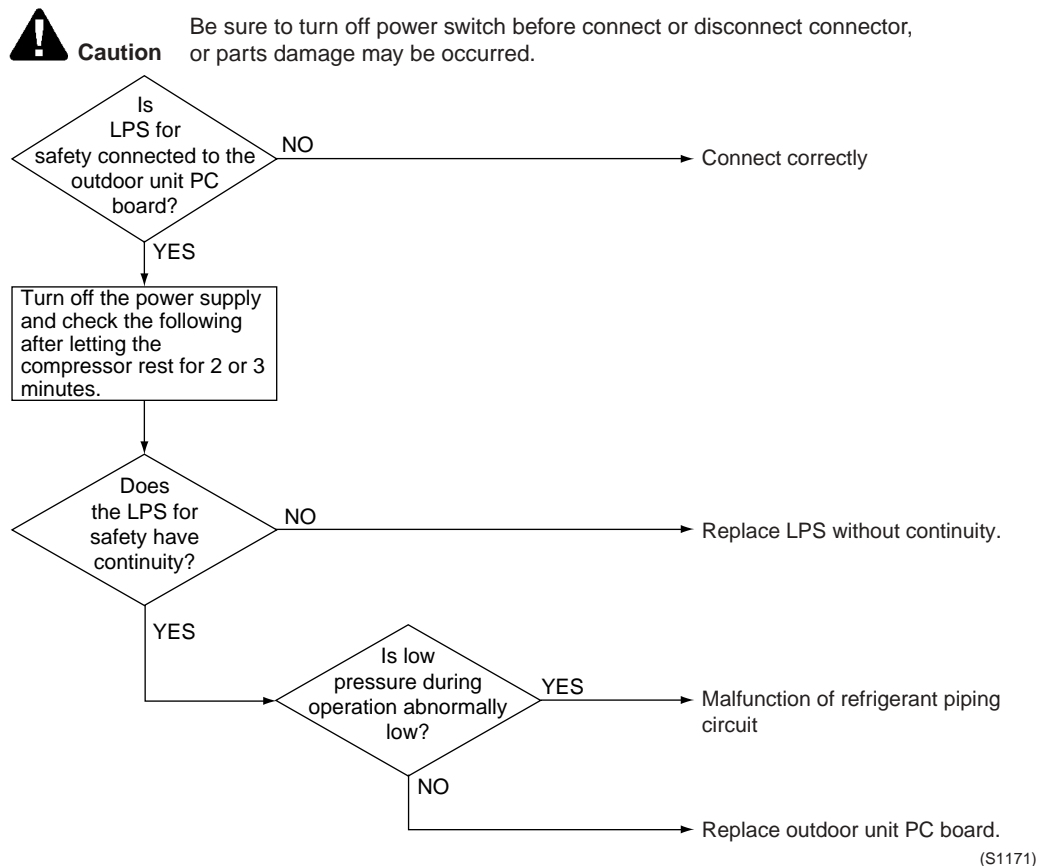 Be sure to turn off power switch before connect or disconnect connector,
Caution or parts damage may be occurred.
Is
LPS for
safety connected to the
outdoor unit PC
board?
NO
Connect correctly
YES
Turn off the power supply
and check the following
after letting the
compressor rest for 2 or 3
minutes.
Does
the LPS for
safety have
continuity?
NO
Replace LPS without continuity.
YES
Is low
pressure during
operation abnormally
low?
YES
Malfunction of refrigerant piping
circuit
NO
Replace outdoor unit PC board.
(S1171)